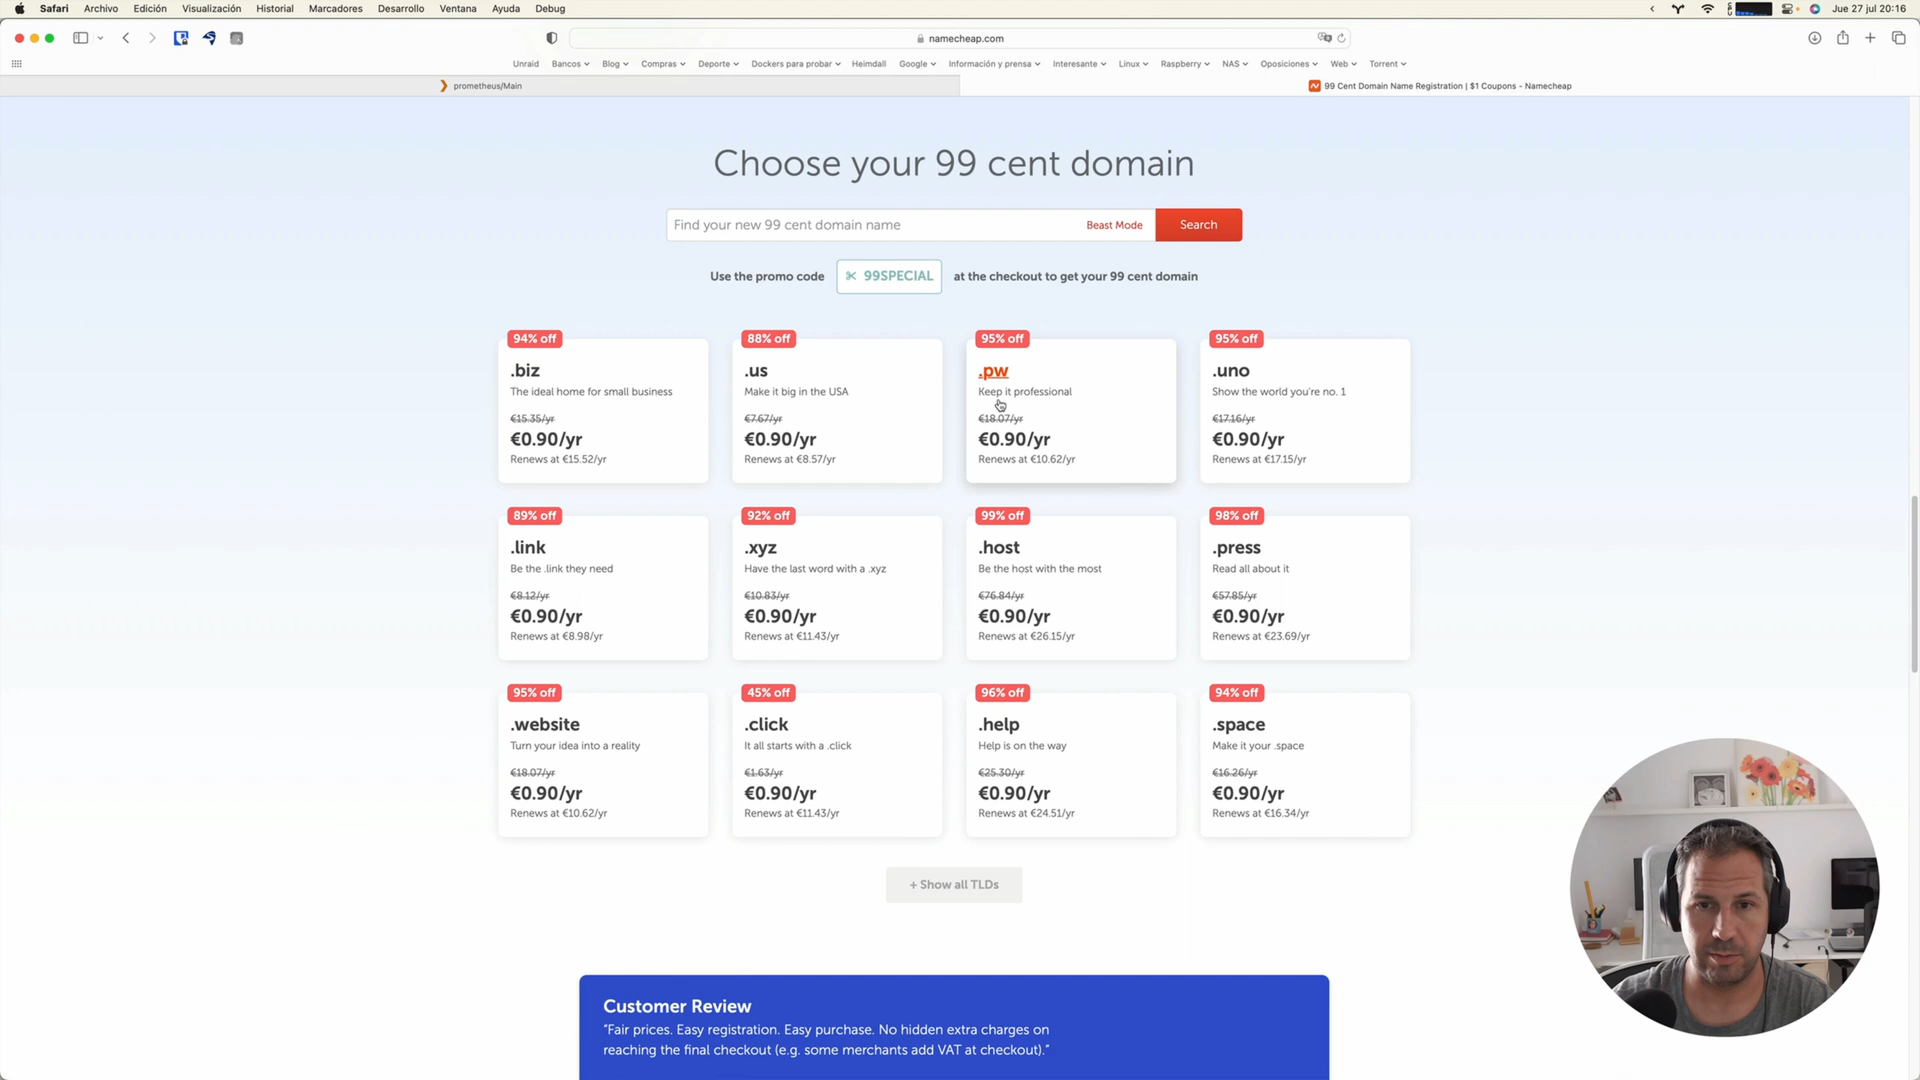 Safari Archivo Edición Visualización Historial Marcadores Desarrollo Ventana Ayuda Debug Jue 27 jul 20:16
namecheap.com
Unraid Bancos Blog Compras Deporte Dockers para probar Heimdall Google Información y prensa Interesante Linux Raspberry NAS Oposiciones Web Torrent
prometheus/Main 99 Cent Domain Name Registration | $1 Coupons - Namecheap
Choose your 99 cent domain
Find your new 99 cent domain name Beast Mode Search
Use the promo code 99SPECIAL at the checkout to get your 99 cent domain
94% off 88% off 95% off 95% off
.biz .us .pw .uno
The ideal home for small business Make it big in the USA Keep it professional Show the world you're no. 1
€15.35/yr €7.67/yr €18.07/yr €17.16/yr
€0.90/yr €0.90/yr €0.90/yr €0.90/yr
Renews at €15.52/yr Renews at €8.57/yr Renews at €10.62/yr Renews at €17.15/yr
89% off 92% off 99% off 98% off
.link .xyz .host .press
Be the .link they need Have the last word with a .xyz Be the host with the most Read all about it
€8.12/yr €10.83/yr €76.84/yr €57.85/yr
€0.90/yr €0.90/yr €0.90/yr €0.90/yr
Renews at €8.98/yr Renews at €11.43/yr Renews at €26.15/yr Renews at €23.69/yr
95% off 45% off 96% off 94% off
.website .click .help .space
Turn your idea into a reality It all starts with a .click Help is on the way Make it your .space
€18.07/yr €1.63/yr €25.30/yr €16.26/yr
€0.90/yr €0.90/yr €0.90/yr €0.90/yr
Renews at €10.62/yr Renews at €11.43/yr Renews at €24.51/yr Renews at €16.34/yr
+ Show all TLDs
Customer Review
"Fair prices. Easy registration. Easy purchase. No hidden extra charges on
reaching the final checkout (e.g. some merchants add VAT at checkout)."